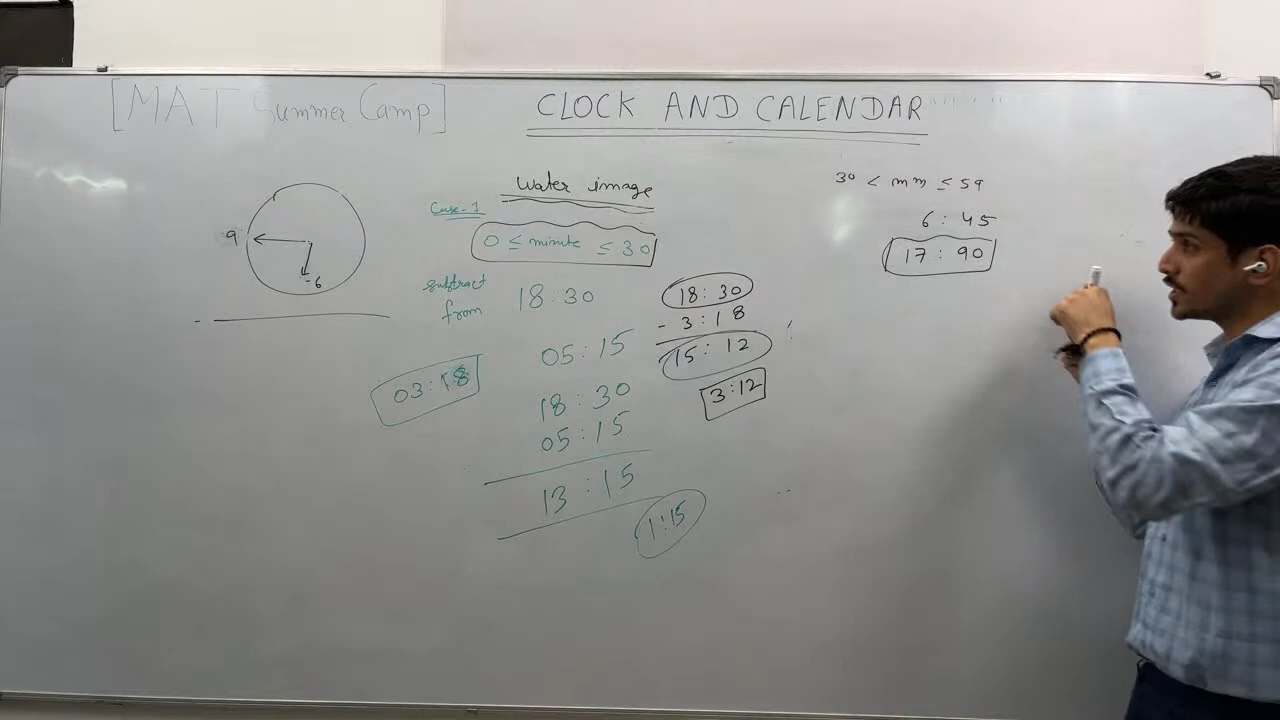 [MAT Summer Camp]
CLOCK AND CALENDAR
9
6
Water image
Case-1
0 ≤ minute ≤ 30
subtract
from
18:30
05:15
18:30
05:15
13:15
1:15
03:18
18:30
- 3:18
15:12
3:12
30 < mm ≤ 59
6:45
17:90